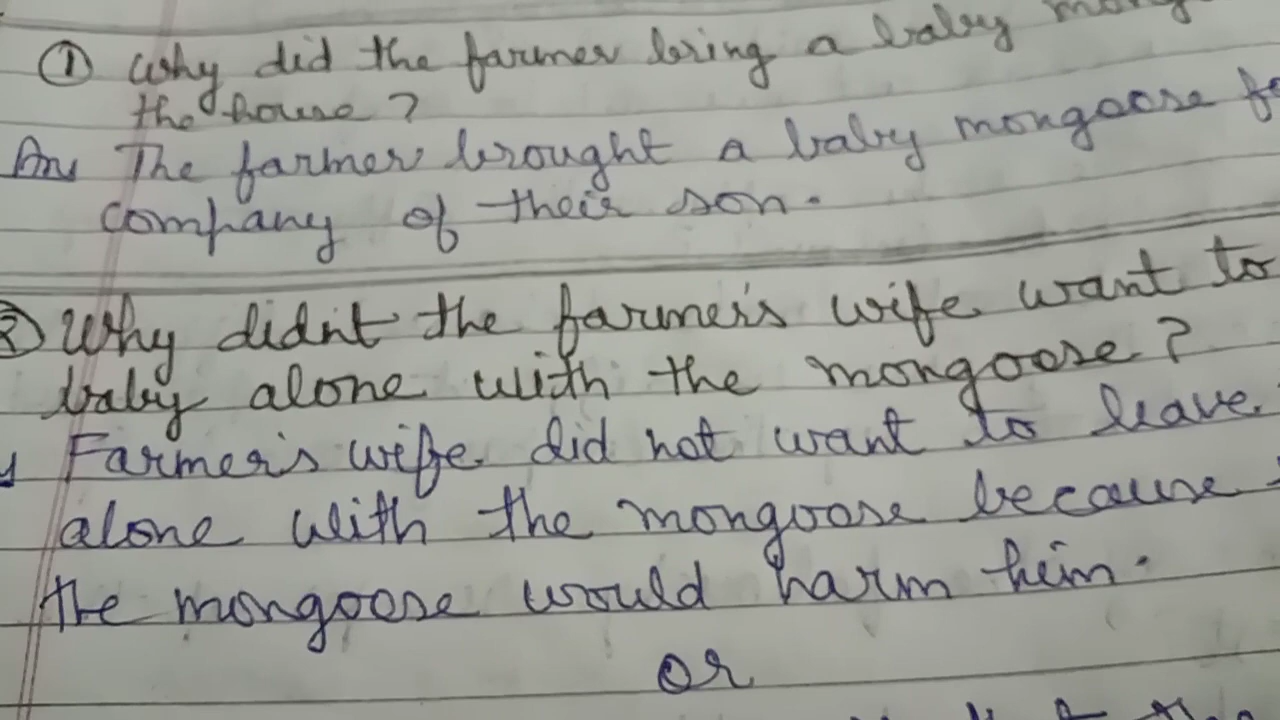 ① Why did the farmer bring a baby
the house ?
Ans The farmer brought a baby mongoose
company of their son.
② Why didn't the farmer's wife want to
baby alone with the mongoose ?
Farmer's wife did not want to leave
alone with the mongoose because
the mongoose would harm him.
or